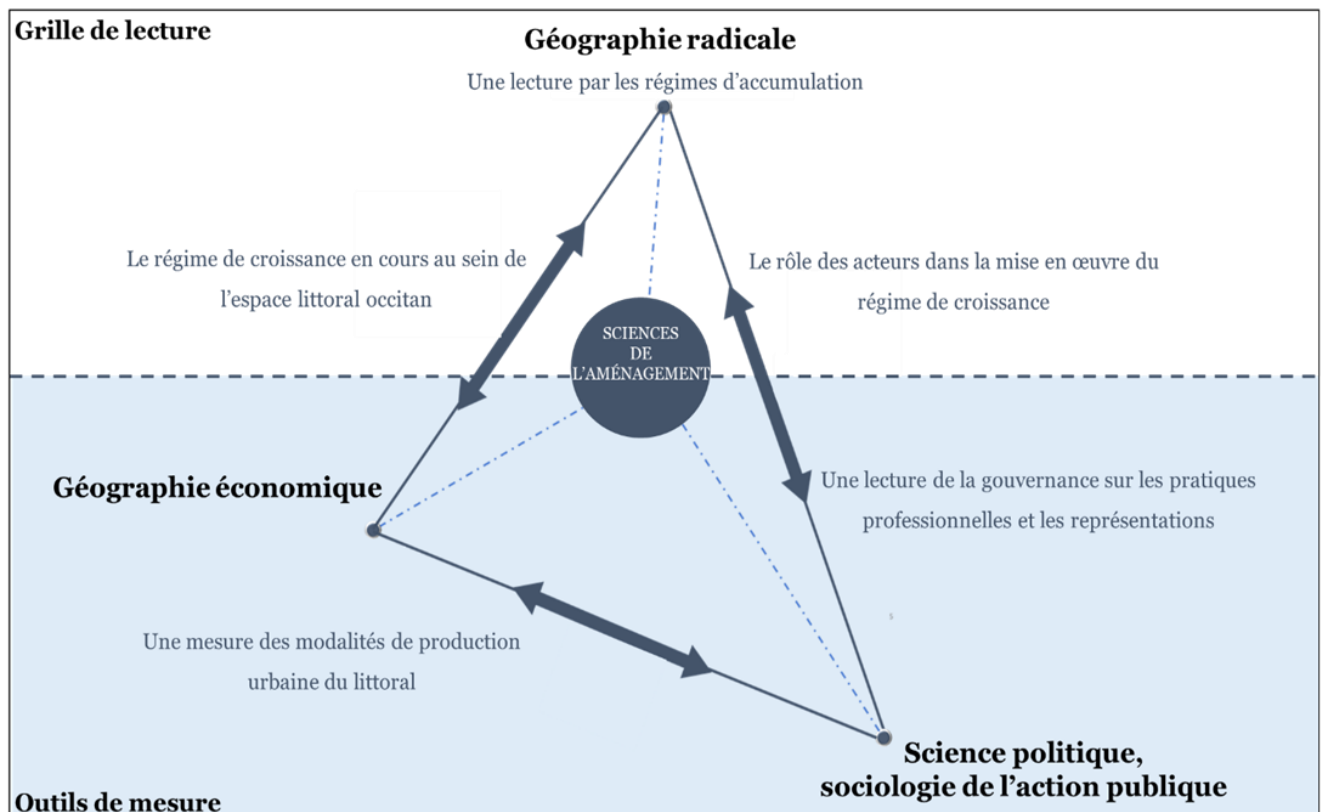 Grille de lecture
Géographie radicale
Une lecture par les régimes d'accumulation
Le régime de croissance en cours au sein de
l'espace littoral occitan
Le rôle des acteurs dans la mise en œuvre du
régime de croissance
SCIENCES
DE
L'AMÉNAGEMENT
Géographie économique
Une lecture de la gouvernance sur les pratiques
professionnelles et les représentations
Une mesure des modalités de production
urbaine du littoral
Science politique,
sociologie de l'action publique
Outils de mesure